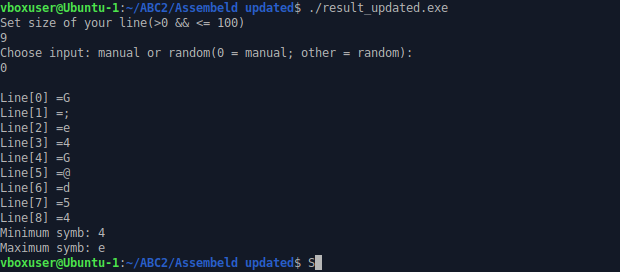 vboxuser@Ubuntu-1:~/ABC2/Assembeld updated$ ./result_updated.exe
Set size of your line(>0 && <= 100)
9
Choose input: manual or random(0 = manual; other = random):
0
Line[0] =G
Line[1] =;
Line[2] =e
Line[3] =4
Line[4] =G
Line[5] =@
Line[6] =d
Line[7] =5
Line[8] =4
Minimum symb: 4
Maximum symb: e
vboxuser@Ubuntu-1:~/ABC2/Assembeld updated$ S